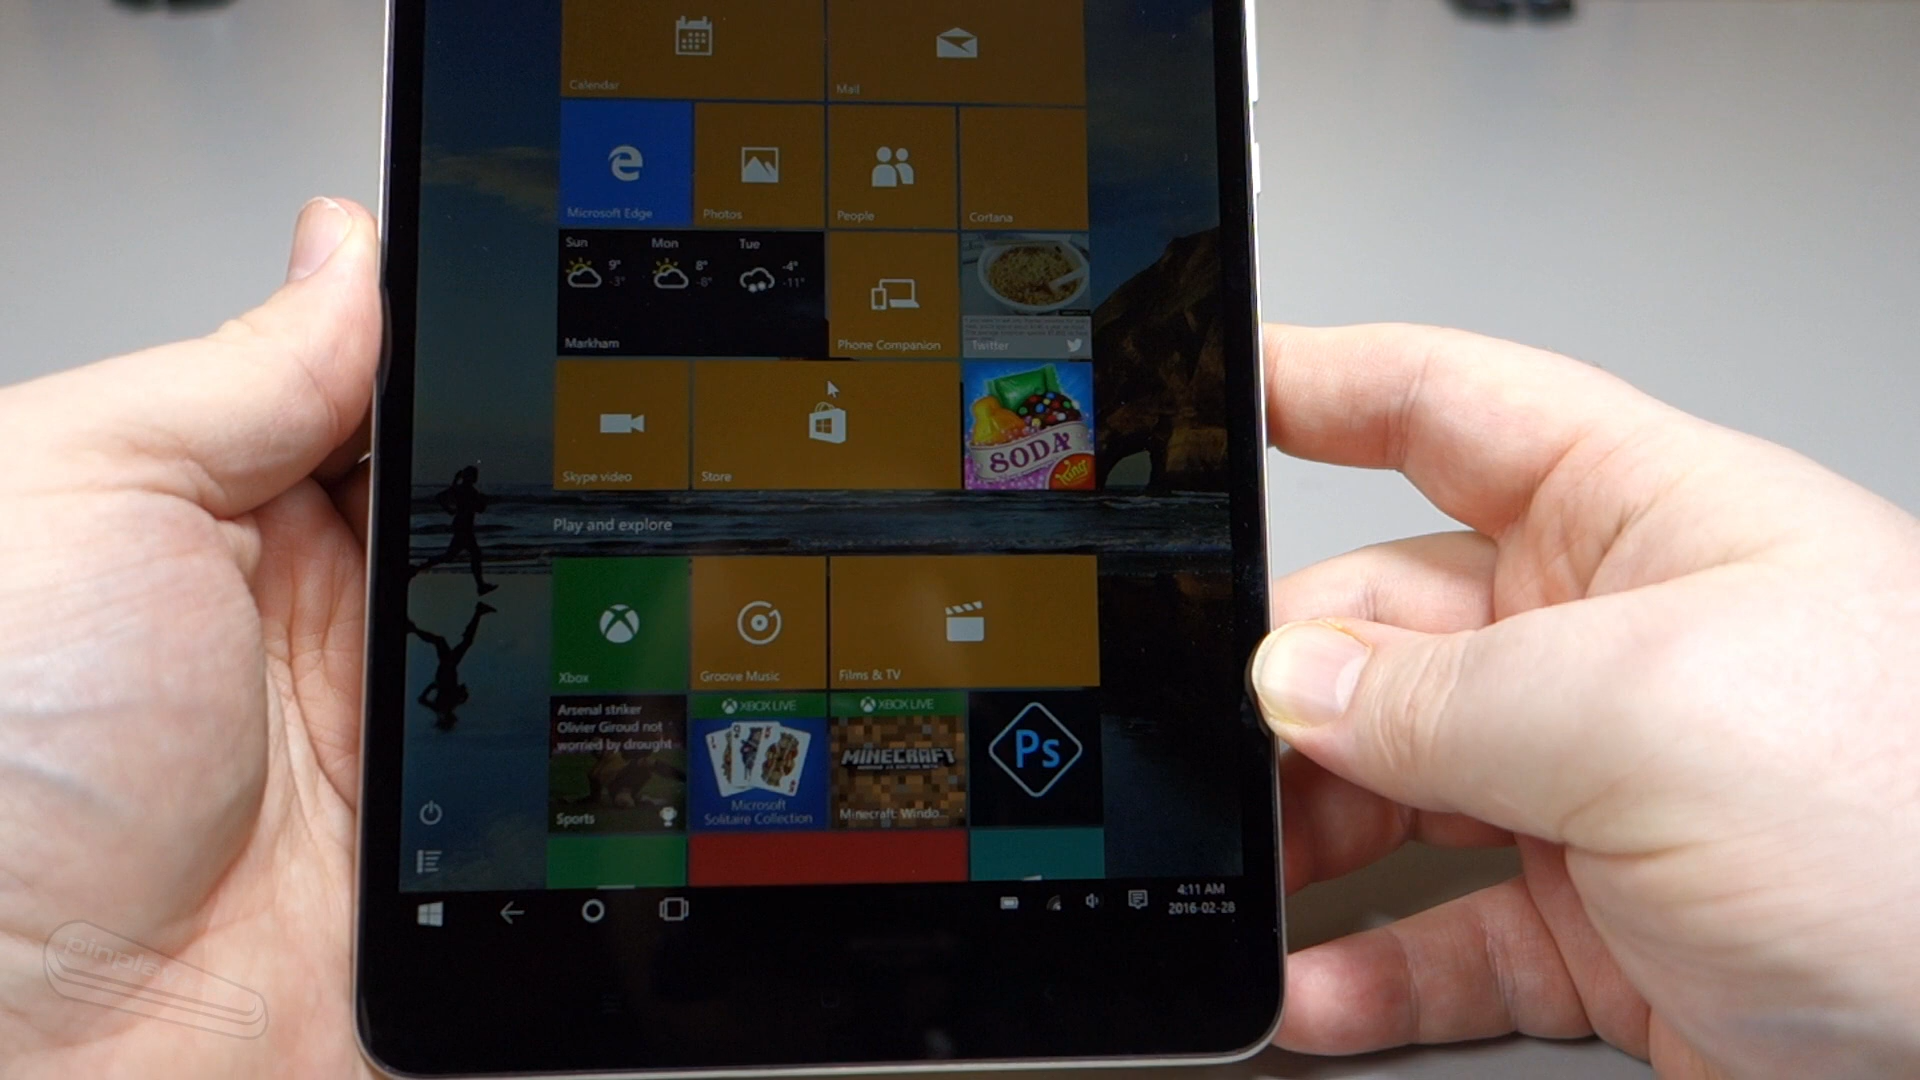 Calendar
Mail
Microsoft Edge
Photos
People
Cortana
Sun
Mon
Tue
9°
-3°
8°
-8°
-4°
-11°
Markham
Phone Companion
Twitter
Skype video
Store
SODA
King
Play and explore
Xbox
Groove Music
Films & TV
Arsenal striker
Olivier Giroud not
worried by drought
Sports
XBOX LIVE
Microsoft
Solitaire Collection
XBOX LIVE
MINECRAFT
Minecraft: Windo...
Ps
4:11 AM
2016-02-28
pinplay